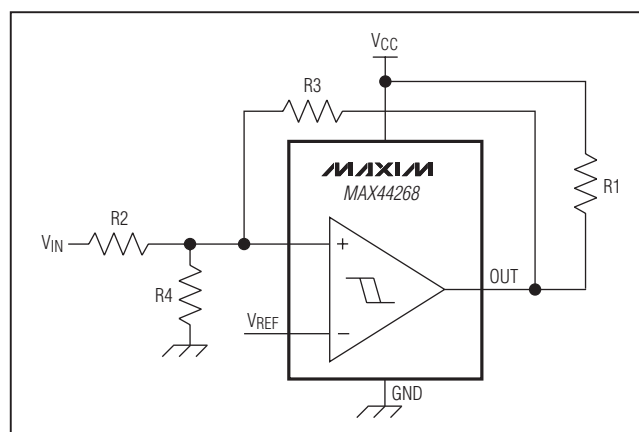 VCC
R3
MAXIM
MAX44268
R1
R2
VIN
+
OUT
R4
VREF
−
GND